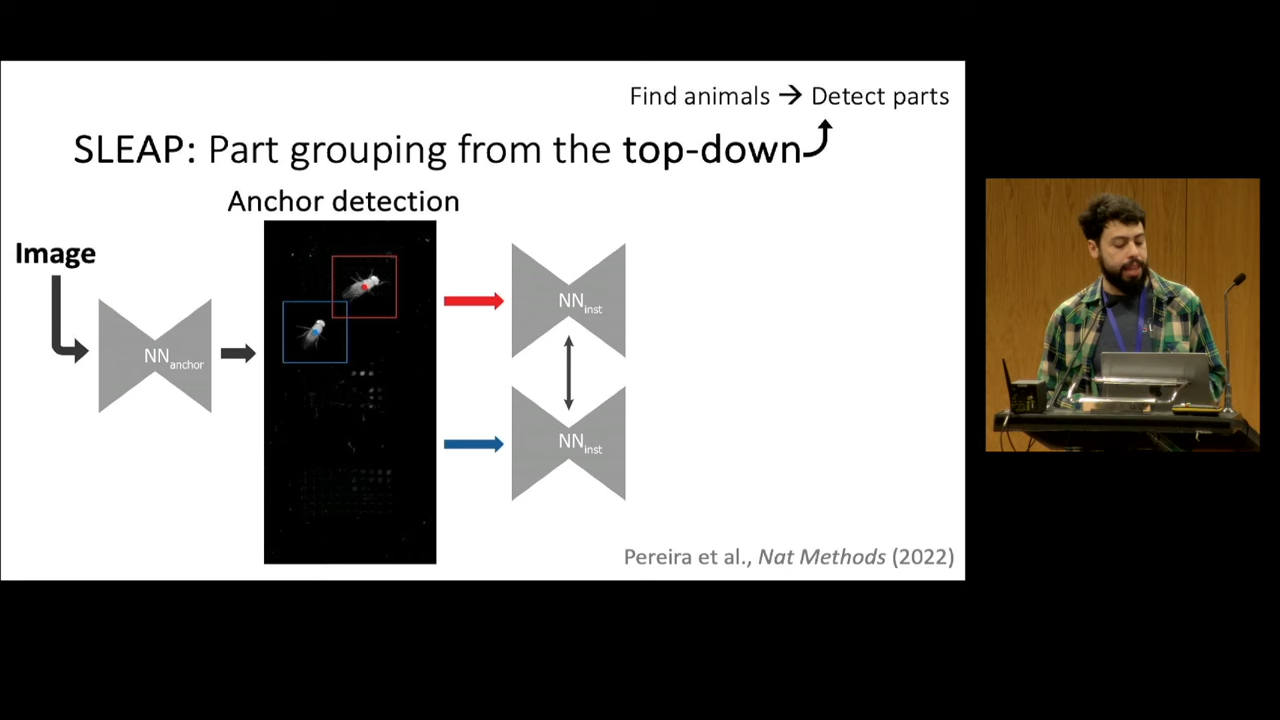 Find animals → Detect parts
SLEAP: Part grouping from the top-down
Anchor detection
Image
NNanchor
NNinst
NNinst
Pereira et al., Nat Methods (2022)